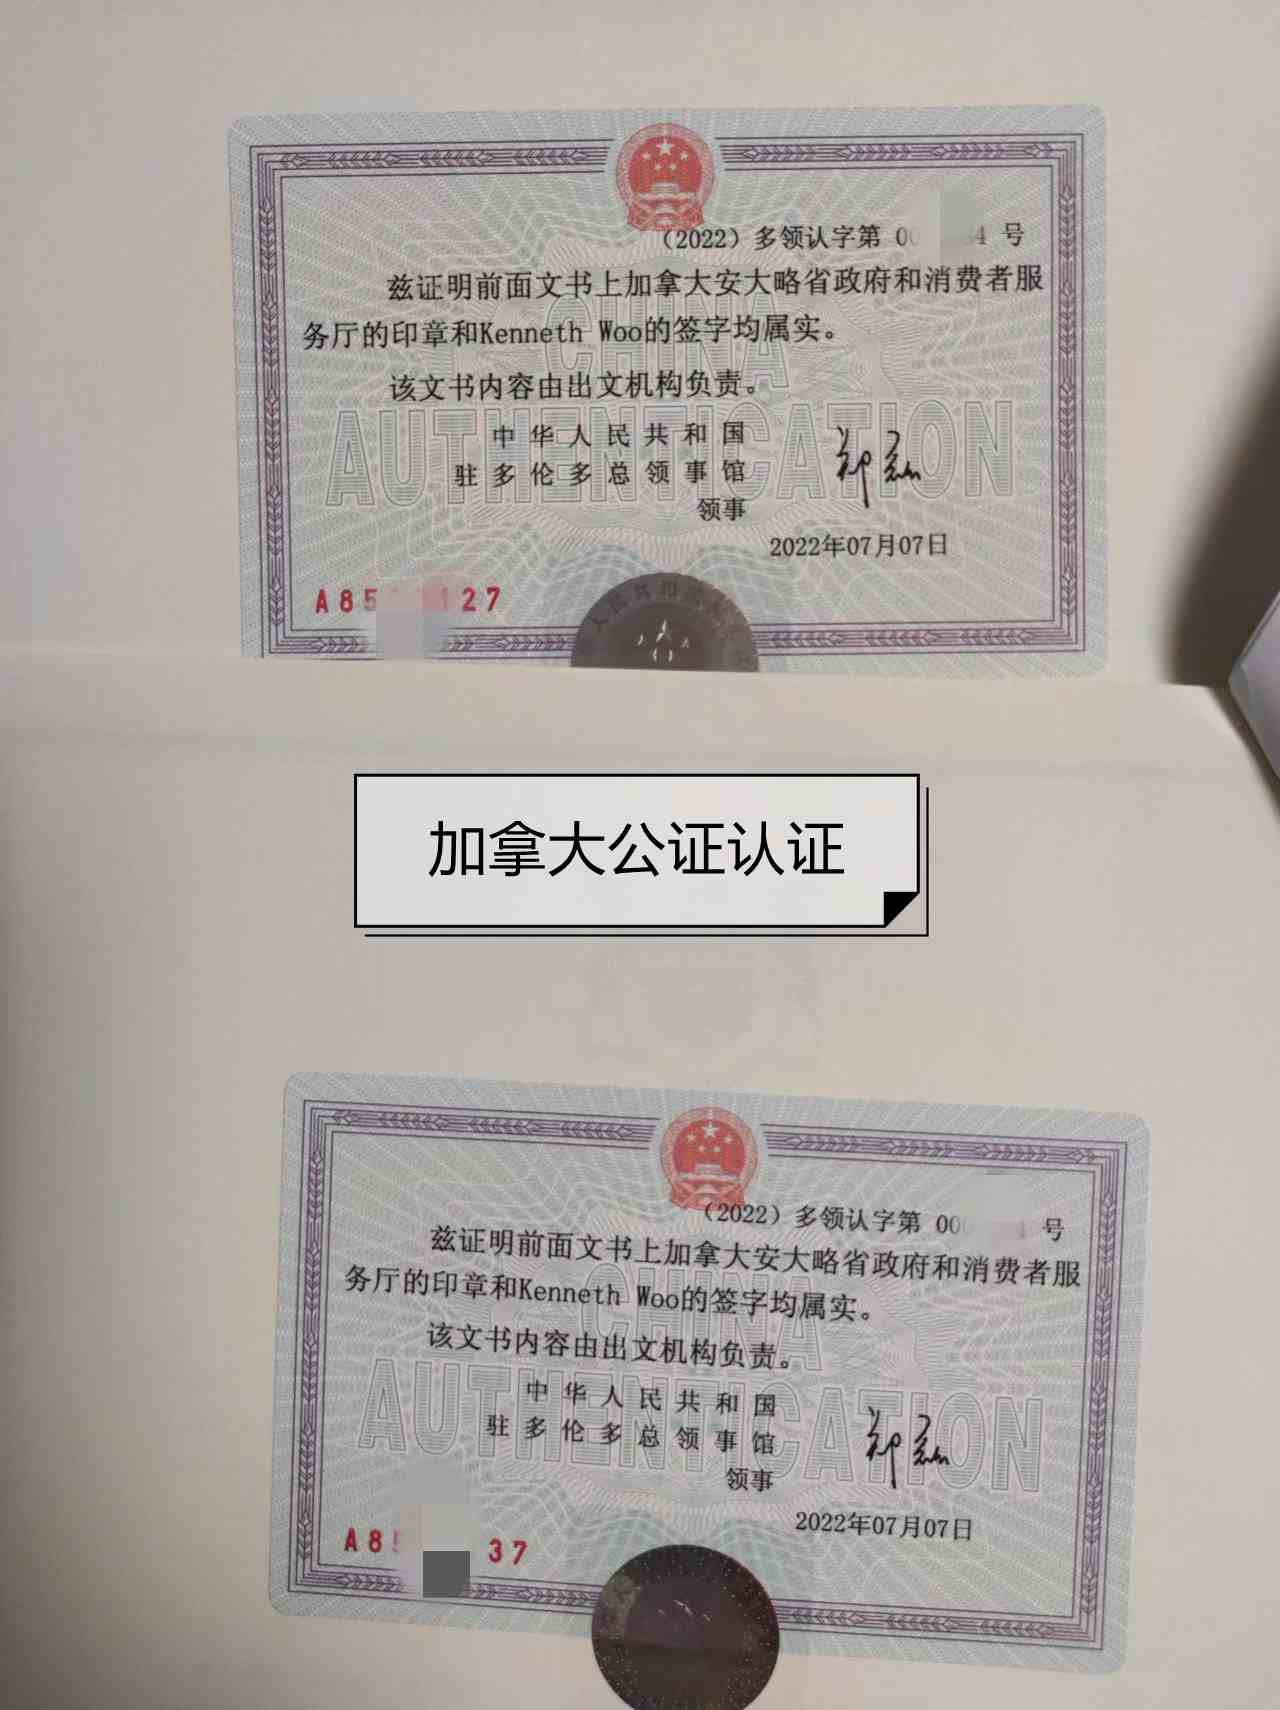 （2022）多领认字第 00 4 号
兹证明前面文书上加拿大安大略省政府和消费者服
务厅的印章和Kenneth Woo的签字均属实。
该文书内容由出文机构负责。
CHINA
AUTHENTICATION
中华人民共和国
驻多伦多总领事馆
领事
2022年07月07日
A85 127
加拿大公证认证
（2022）多领认字第 00 号
兹证明前面文书上加拿大安大略省政府和消费者服
务厅的印章和Kenneth Woo的签字均属实。
该文书内容由出文机构负责。
CHINA
AUTHENTICATION
中华人民共和国
驻多伦多总领事馆
领事
2022年07月07日
A85 37